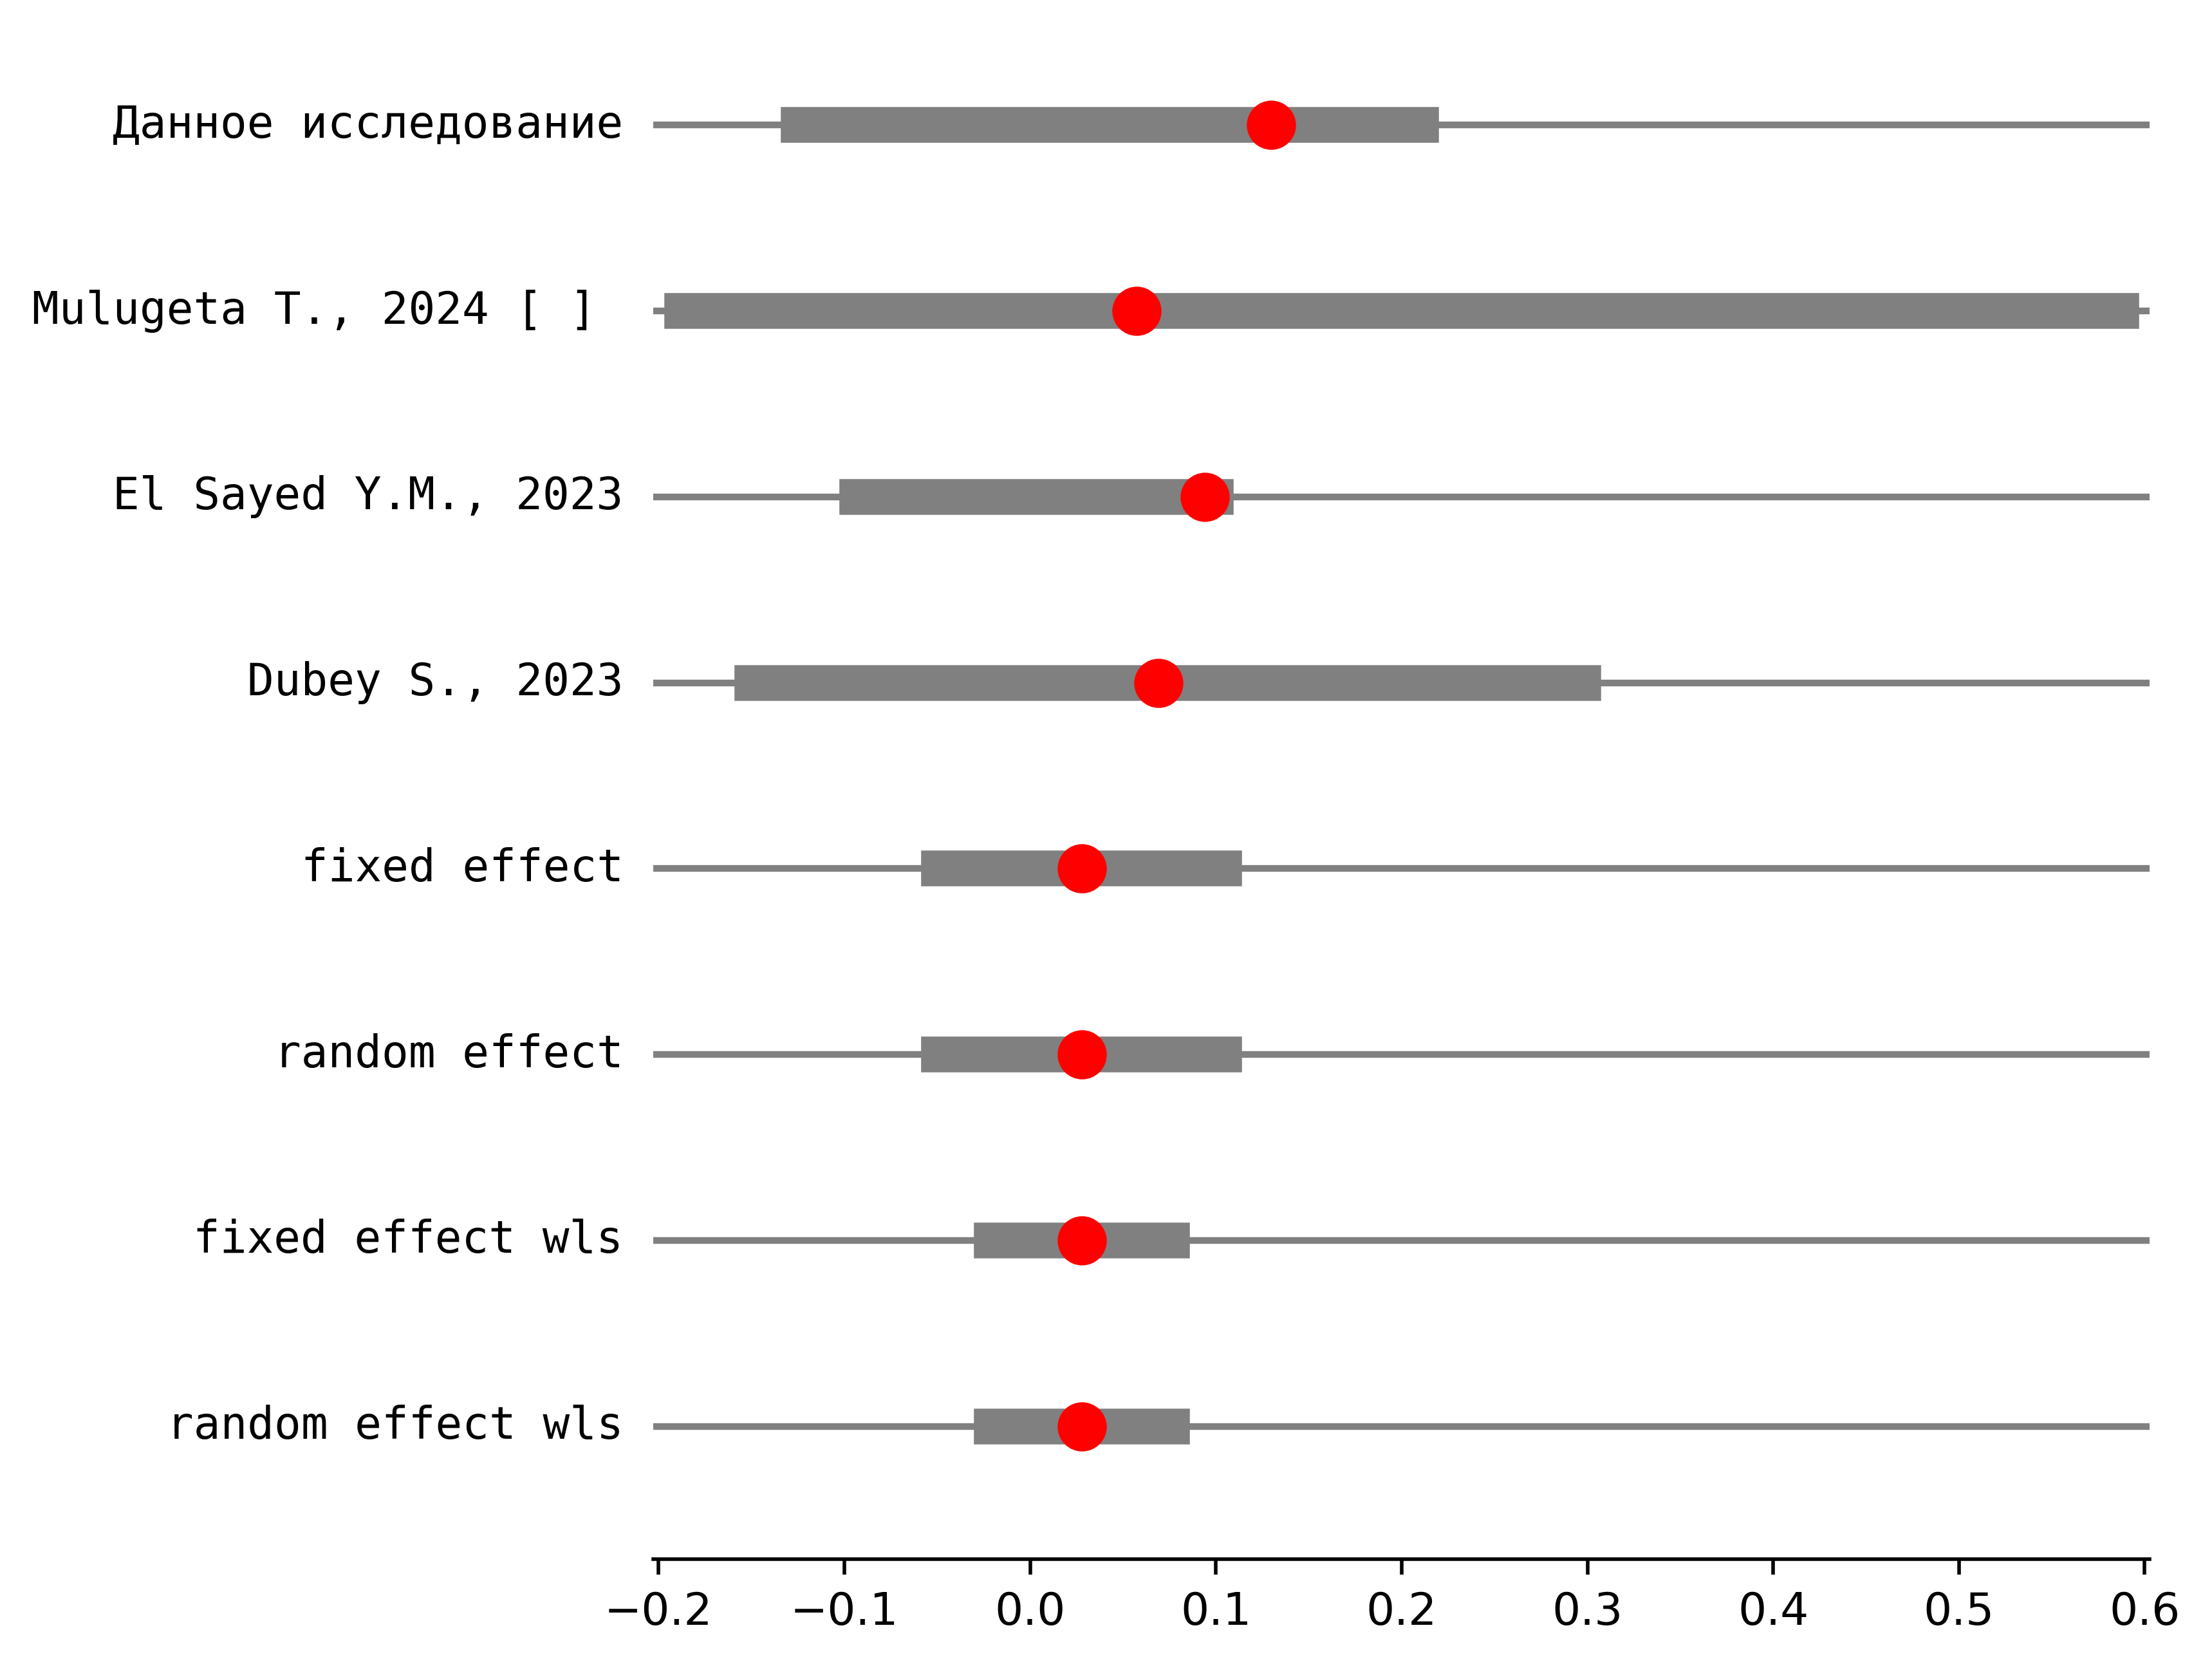 Данное исследование
Mulugeta T., 2024 [ ]
El Sayed Y.M., 2023
Dubey S., 2023
fixed effect
random effect
fixed effect wls
random effect wls
−0.2 −0.1 0.0 0.1 0.2 0.3 0.4 0.5 0.6